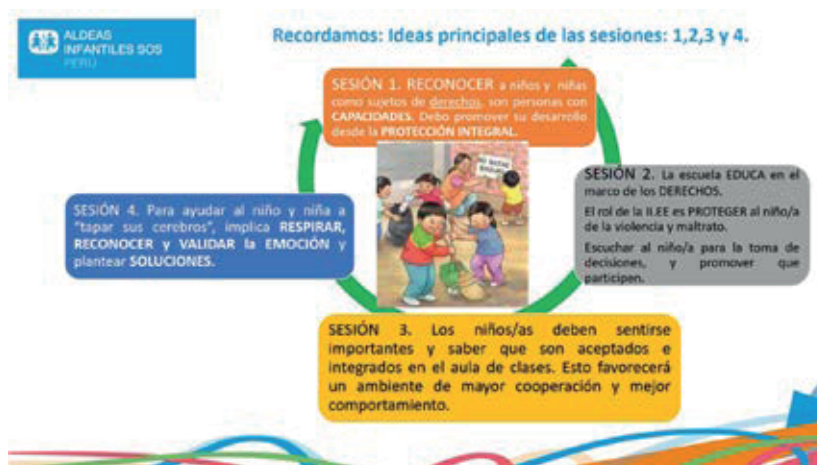 ALDEAS
INFANTILES SOS
PERÚ
Recordamos: Ideas principales de las sesiones: 1,2,3 y 4.
SESIÓN 1. RECONOCER a niños y niñas
como sujetos de derechos, son personas con
CAPACIDADES. Debo promover su desarrollo
desde la PROTECCIÓN INTEGRAL.
NO BOTAR
BASURA
SESIÓN 2. La escuela EDUCA en el
marco de los DERECHOS.
El rol de la II.EE es PROTEGER al niño/a
de la violencia y maltrato.
Escuchar al niño/a para la toma de
decisiones, y promover que
participen.
SESIÓN 4. Para ayudar al niño y niña a
"tapar sus cerebros", implica RESPIRAR,
RECONOCER y VALIDAR la EMOCIÓN y
plantear SOLUCIONES.
SESIÓN 3. Los niños/as deben sentirse
importantes y saber que son aceptados e
integrados en el aula de clases. Esto favorecerá
un ambiente de mayor cooperación y mejor
comportamiento.